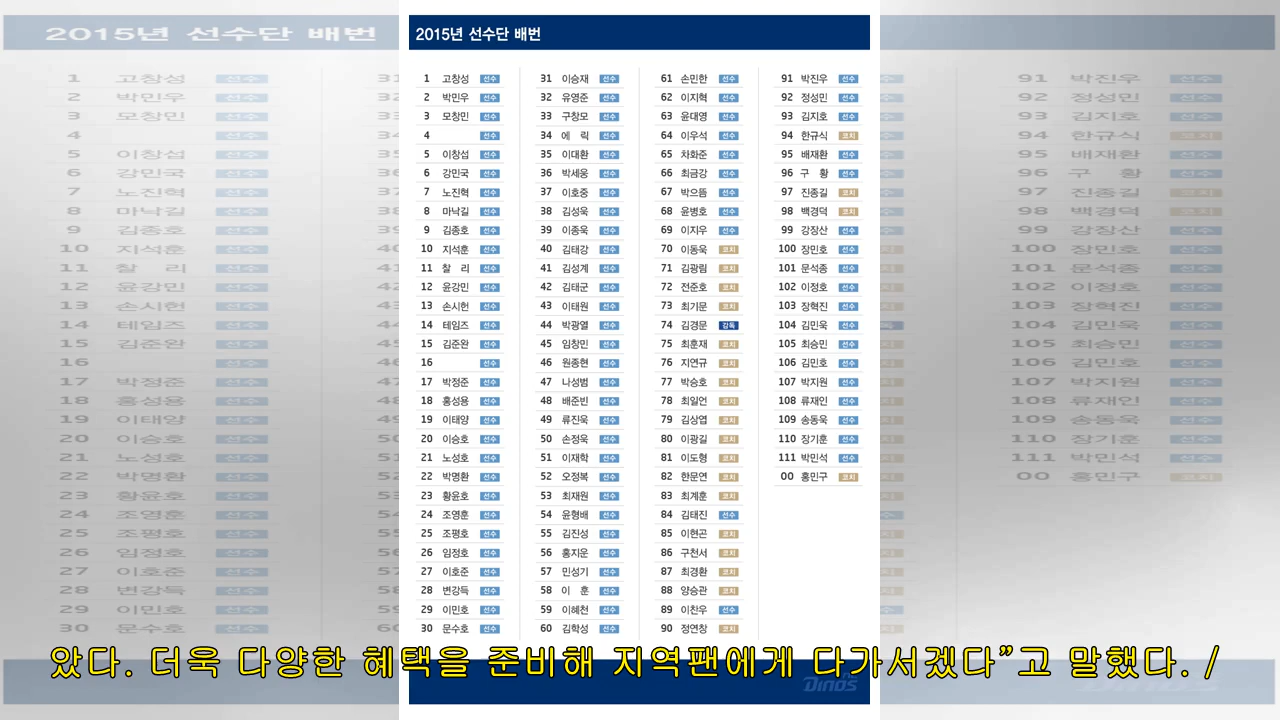 2015년 선수단 배번
1 고창성 선수
2 박민우 선수
3 모창민 선수
4 선수
5 이창섭 선수
6 강민국 선수
7 노진혁 선수
8 마낙길 선수
9 김종호 선수
10 지석훈 선수
11 찰 리 선수
12 윤강민 선수
13 손시헌 선수
14 테임즈 선수
15 김준완 선수
16 선수
17 박정준 선수
18 홍성용 선수
19 이태양 선수
20 이승호 선수
21 노성호 선수
22 박명환 선수
23 황윤호 선수
24 조영훈 선수
25 조평호 선수
26 임정호 선수
27 이호준 선수
28 변강득 선수
29 이민호 선수
30 문수호 선수
31 이승재 선수
32 유영준 선수
33 구창모 선수
34 에 릭 선수
35 이대환 선수
36 박세웅 선수
37 이호중 선수
38 김성욱 선수
39 이종욱 선수
40 김태강 선수
41 김성계 선수
42 김태군 선수
43 이태원 선수
44 박광열 선수
45 임창민 선수
46 원종현 선수
47 나성범 선수
48 배준빈 선수
49 류진욱 선수
50 손정욱 선수
51 이재학 선수
52 오정복 선수
53 최재원 선수
54 윤형배 선수
55 김진성 선수
56 홍지운 선수
57 민성기 선수
58 이 훈 선수
59 이혜천 선수
60 김학성 선수
61 손민한 선수
62 이지혁 선수
63 윤대영 선수
64 이우석 선수
65 차화준 선수
66 최금강 선수
67 박으뜸 선수
68 윤병호 선수
69 이지우 선수
70 이동욱 코치
71 김광림 코치
72 전준호 코치
73 최기문 코치
74 김경문 감독
75 최훈재 코치
76 지연규 코치
77 박승호 코치
78 최일언 코치
79 김상엽 코치
80 이광길 코치
81 이도형 코치
82 한문연 코치
83 최계훈 코치
84 김태진 선수
85 이현곤 코치
86 구천서 코치
87 최경환 코치
88 양승관 코치
89 이찬우 선수
90 정연창 코치
91 박진우 선수
92 정성민 선수
93 김지호 선수
94 한규식 코치
95 배재환 선수
96 구 황 선수
97 진종길 코치
98 백경덕 코치
99 강장산 선수
100 장민호 선수
101 문석종 선수
102 이정호 선수
103 장혁진 선수
104 김민욱 선수
105 최승민 선수
106 김민호 선수
107 박지원 선수
108 류재인 선수
109 송동욱 선수
110 장기훈 선수
111 박민석 선수
00 홍민구 코치
았다. 더욱 다양한 혜택을 준비해 지역팬에게 다가서겠다”고 말했다. /
DINOS